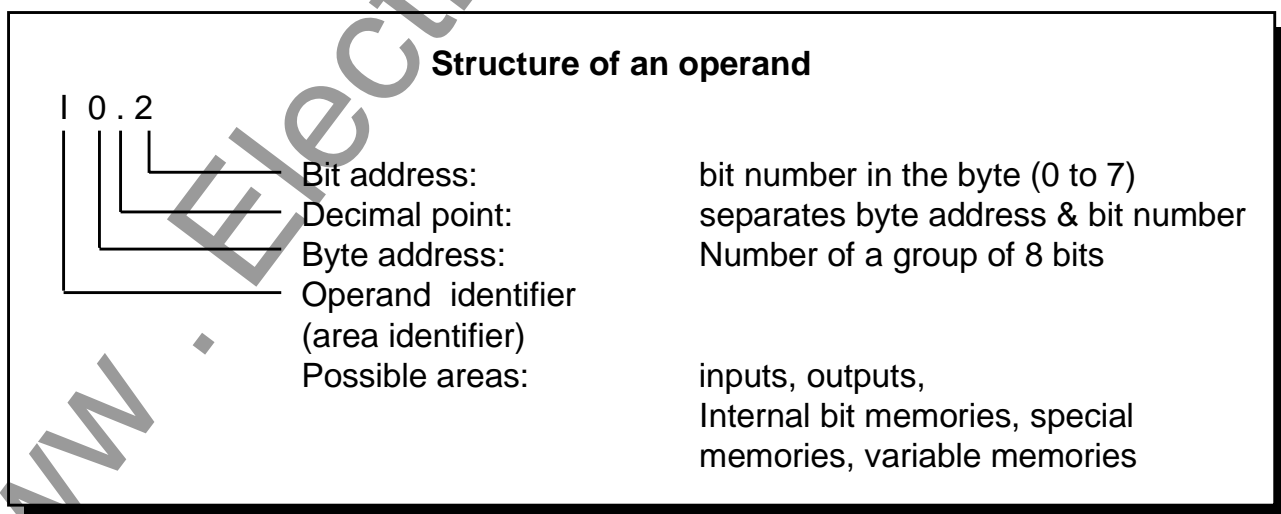 Structure of an operand
I 0 . 2
Bit address: bit number in the byte (0 to 7)
Decimal point: separates byte address & bit number
Byte address: Number of a group of 8 bits
Operand identifier
(area identifier)
Possible areas: inputs, outputs,
Internal bit memories, special
memories, variable memories
w . Elect